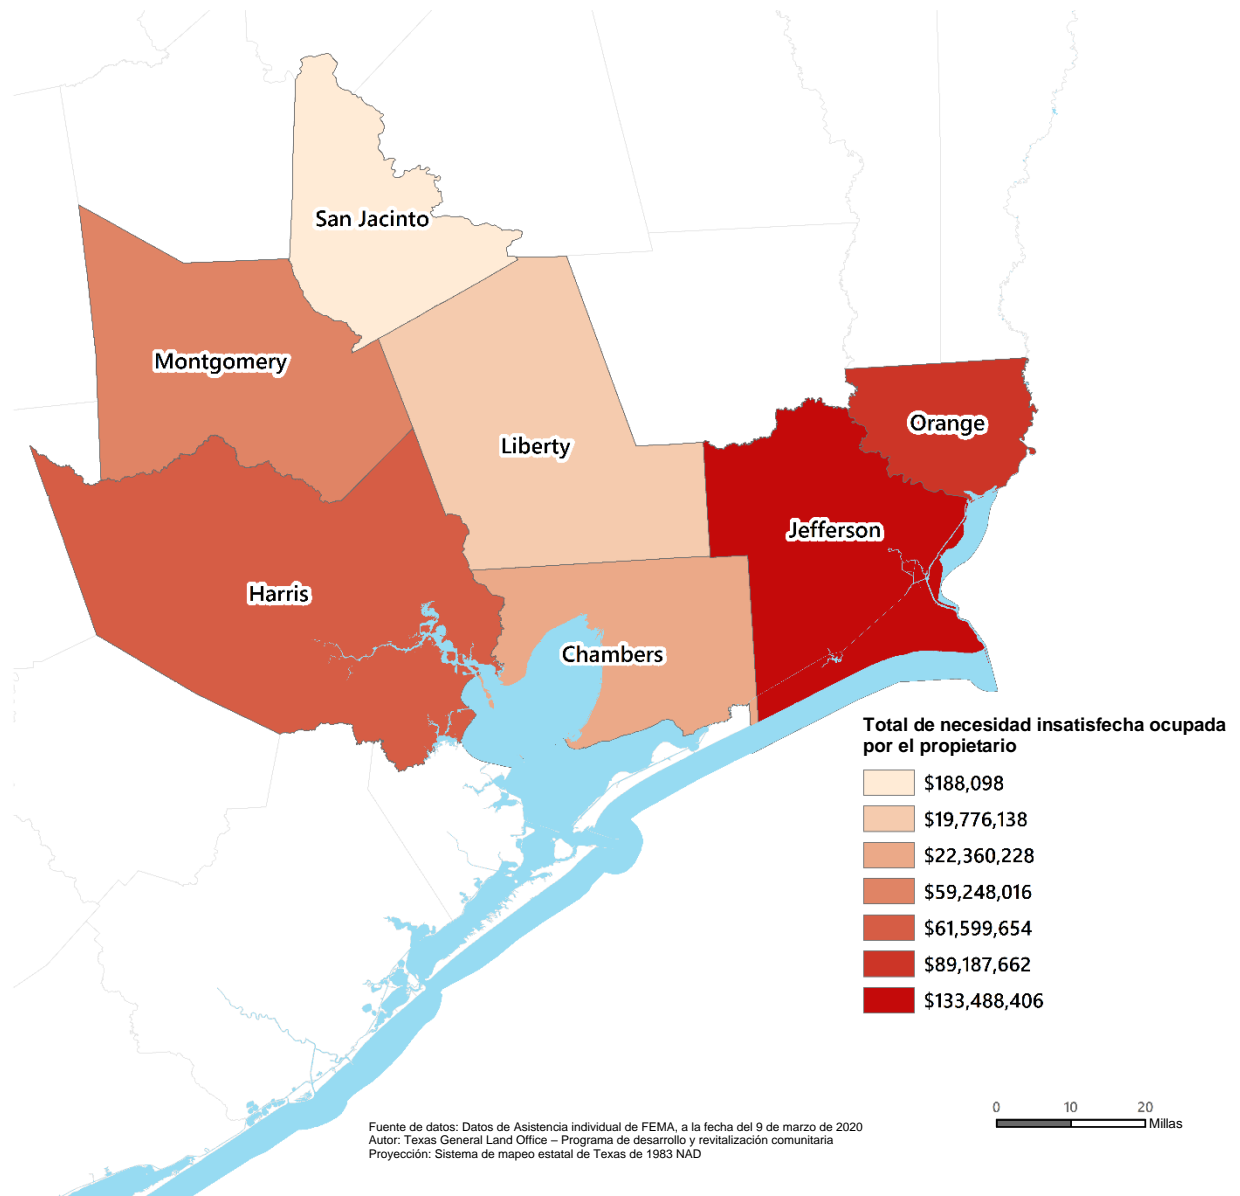 San Jacinto
Montgomery
Orange
Liberty
Jefferson
Harris
Chambers
Total de necesidad insatisfecha ocupada
por el propietario
$188,098
$19,776,138
$22,360,228
$59,248,016
$61,599,654
$89,187,662
$133,488,406
0 10 20
Millas
Fuente de datos: Datos de Asistencia individual de FEMA, a la fecha del 9 de marzo de 2020
Autor: Texas General Land Office – Programa de desarrollo y revitalización comunitaria
Proyección: Sistema de mapeo estatal de Texas de 1983 NAD